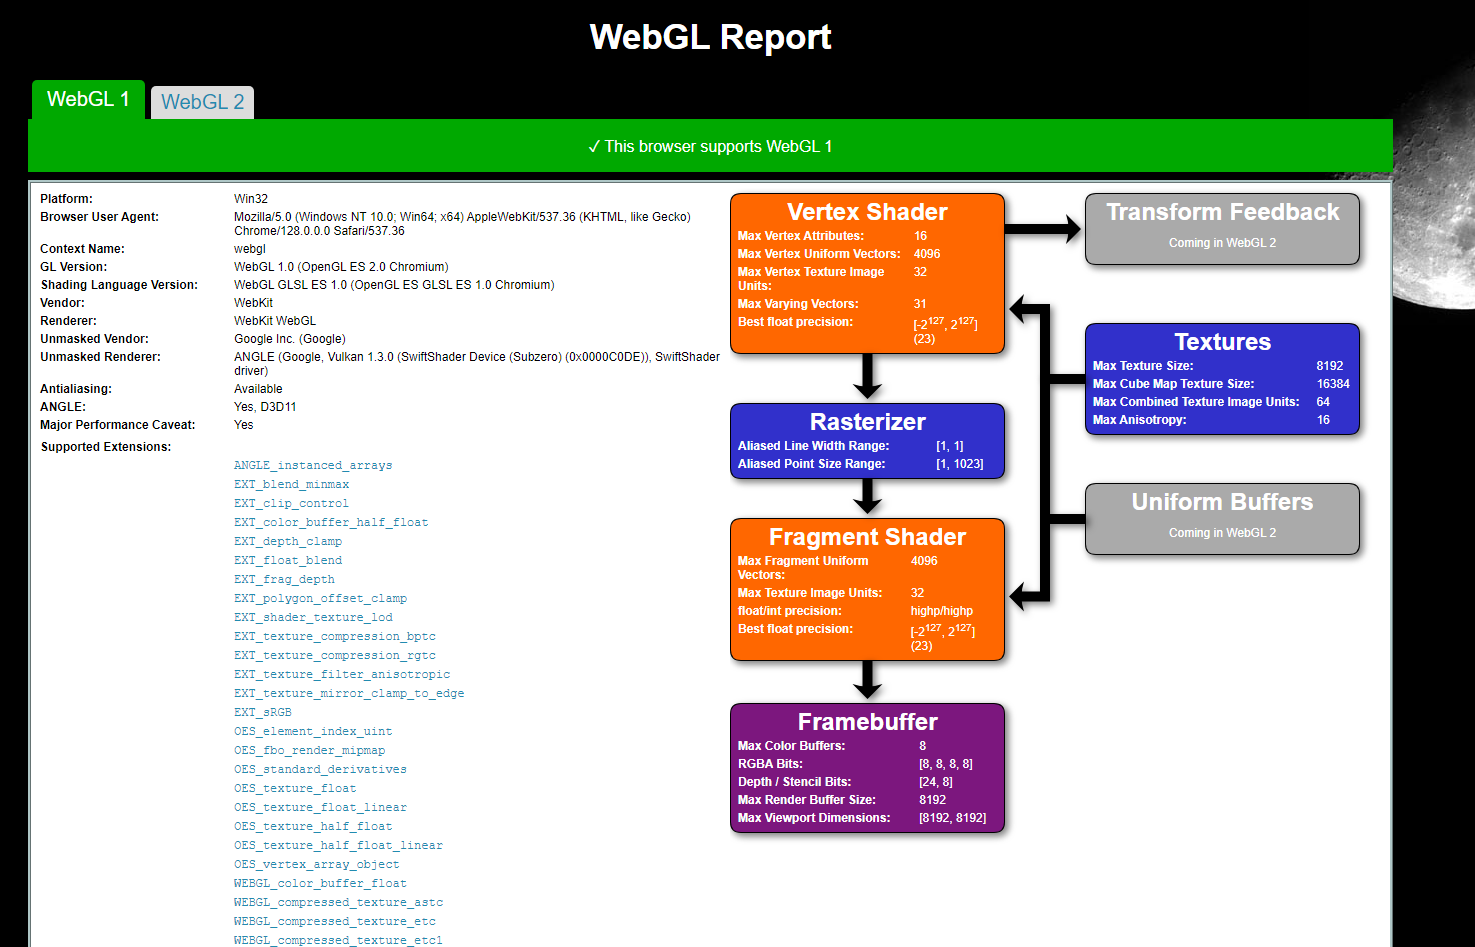 WebGL Report
WebGL 1
WebGL 2
✓ This browser supports WebGL 1
Platform: Win32
Browser User Agent: Mozilla/5.0 (Windows NT 10.0; Win64; x64) AppleWebKit/537.36 (KHTML, like Gecko)
Chrome/128.0.0.0 Safari/537.36
Context Name: webgl
GL Version: WebGL 1.0 (OpenGL ES 2.0 Chromium)
Shading Language Version: WebGL GLSL ES 1.0 (OpenGL ES GLSL ES 1.0 Chromium)
Vendor: WebKit
Renderer: WebKit WebGL
Unmasked Vendor: Google Inc. (Google)
Unmasked Renderer: ANGLE (Google, Vulkan 1.3.0 (SwiftShader Device (Subzero) (0x0000C0DE)), SwiftShader
driver)
Antialiasing: Available
ANGLE: Yes, D3D11
Major Performance Caveat: Yes
Supported Extensions:
ANGLE_instanced_arrays
EXT_blend_minmax
EXT_clip_control
EXT_color_buffer_half_float
EXT_depth_clamp
EXT_float_blend
EXT_frag_depth
EXT_polygon_offset_clamp
EXT_shader_texture_lod
EXT_texture_compression_bptc
EXT_texture_compression_rgtc
EXT_texture_filter_anisotropic
EXT_texture_mirror_clamp_to_edge
EXT_sRGB
OES_element_index_uint
OES_fbo_render_mipmap
OES_standard_derivatives
OES_texture_float
OES_texture_float_linear
OES_texture_half_float
OES_texture_half_float_linear
OES_vertex_array_object
WEBGL_color_buffer_float
WEBGL_compressed_texture_astc
WEBGL_compressed_texture_etc
WEBGL_compressed_texture_etc1
Vertex Shader
Max Vertex Attributes: 16
Max Vertex Uniform Vectors: 4096
Max Vertex Texture Image 32
Units:
Max Varying Vectors: 31
Best float precision: [-2¹²⁷, 2¹²⁷]
(23)
Rasterizer
Aliased Line Width Range: [1, 1]
Aliased Point Size Range: [1, 1023]
Fragment Shader
Max Fragment Uniform 4096
Vectors:
Max Texture Image Units: 32
float/int precision: highp/highp
Best float precision: [-2¹²⁷, 2¹²⁷]
(23)
Framebuffer
Max Color Buffers: 8
RGBA Bits: [8, 8, 8, 8]
Depth / Stencil Bits: [24, 8]
Max Render Buffer Size: 8192
Max Viewport Dimensions: [8192, 8192]
Transform Feedback
Coming in WebGL 2
Textures
Max Texture Size: 8192
Max Cube Map Texture Size: 16384
Max Combined Texture Image Units: 64
Max Anisotropy: 16
Uniform Buffers
Coming in WebGL 2